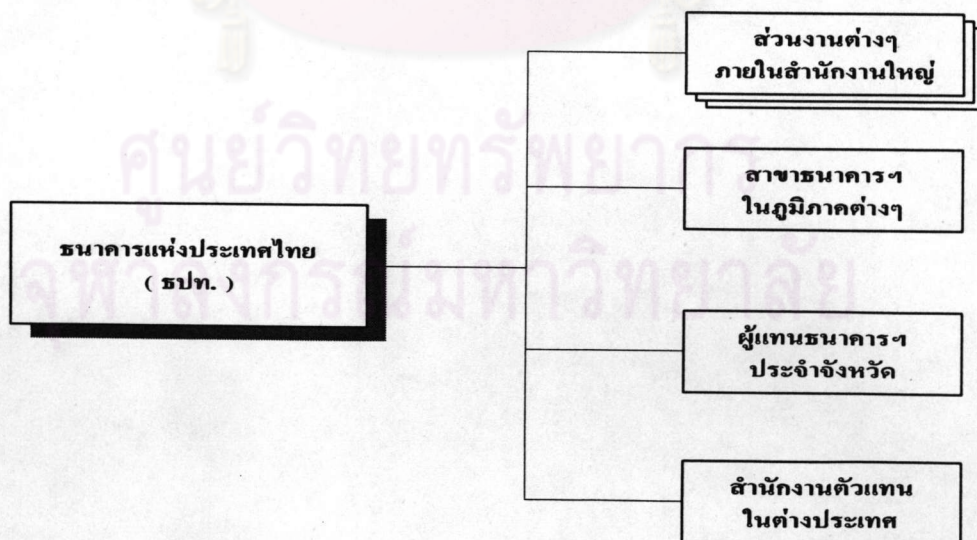 ส่วนงานต่างๆ
ภายในสำนักงานใหญ่
สาขาธนาคารฯ
ในภูมิภาคต่างๆ
ธนาคารแห่งประเทศไทย
( ธปท. )
ผู้แทนธนาคารฯ
ประจำจังหวัด
สำนักงานตัวแทน
ในต่างประเทศ
ศูนย์วิทยทรัพยากร
จุฬาลงกรณ์มหาวิทยาลัย